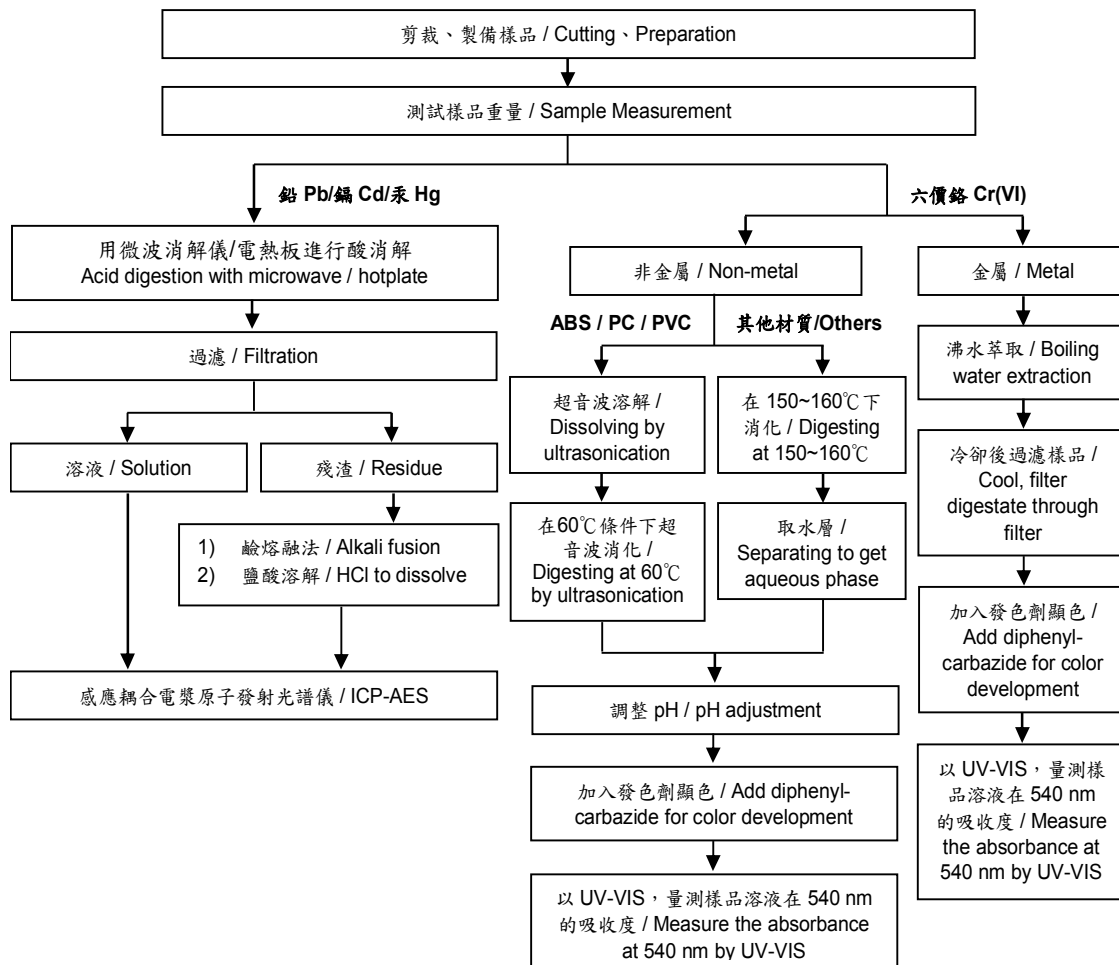 剪裁、製備樣品 / Cutting、Preparation
測試樣品重量 / Sample Measurement
鉛 Pb/鎘 Cd/汞 Hg
六價鉻 Cr(VI)
用微波消解儀/電熱板進行酸消解
Acid digestion with microwave / hotplate
過濾 / Filtration
溶液 / Solution
殘渣 / Residue
1) 鹼熔融法 / Alkali fusion
2) 鹽酸溶解 / HCl to dissolve
感應耦合電漿原子發射光譜儀 / ICP-AES
非金屬 / Non-metal
ABS / PC / PVC
其他材質/Others
超音波溶解 /
Dissolving by
ultrasonication
在60℃條件下超
音波消化 /
Digesting at 60℃
by ultrasonication
在 150~160℃下
消化 / Digesting
at 150~160℃
取水層 /
Separating to get
aqueous phase
調整 pH / pH adjustment
加入發色劑顯色 / Add diphenyl-
carbazide for color development
以 UV-VIS，量測樣品溶液在 540 nm
的吸收度 / Measure the absorbance
at 540 nm by UV-VIS
金屬 / Metal
沸水萃取 / Boiling
water extraction
冷卻後過濾樣品 /
Cool, filter
digestate through
filter
加入發色劑顯色 /
Add diphenyl-
carbazide for color
development
以 UV-VIS，量測樣
品溶液在 540 nm
的吸收度 / Measure
the absorbance at
540 nm by UV-VIS